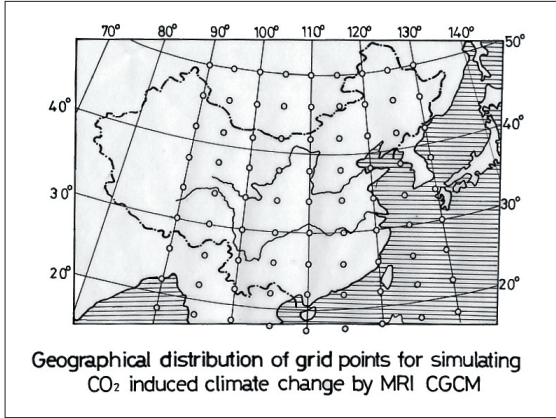 70° 80° 90° 100° 110° 120° 130° 140°
50°
40° 40°
30° 30°
20° 20°
Geographical distribution of grid points for simulating
CO₂ induced climate change by MRI CGCM